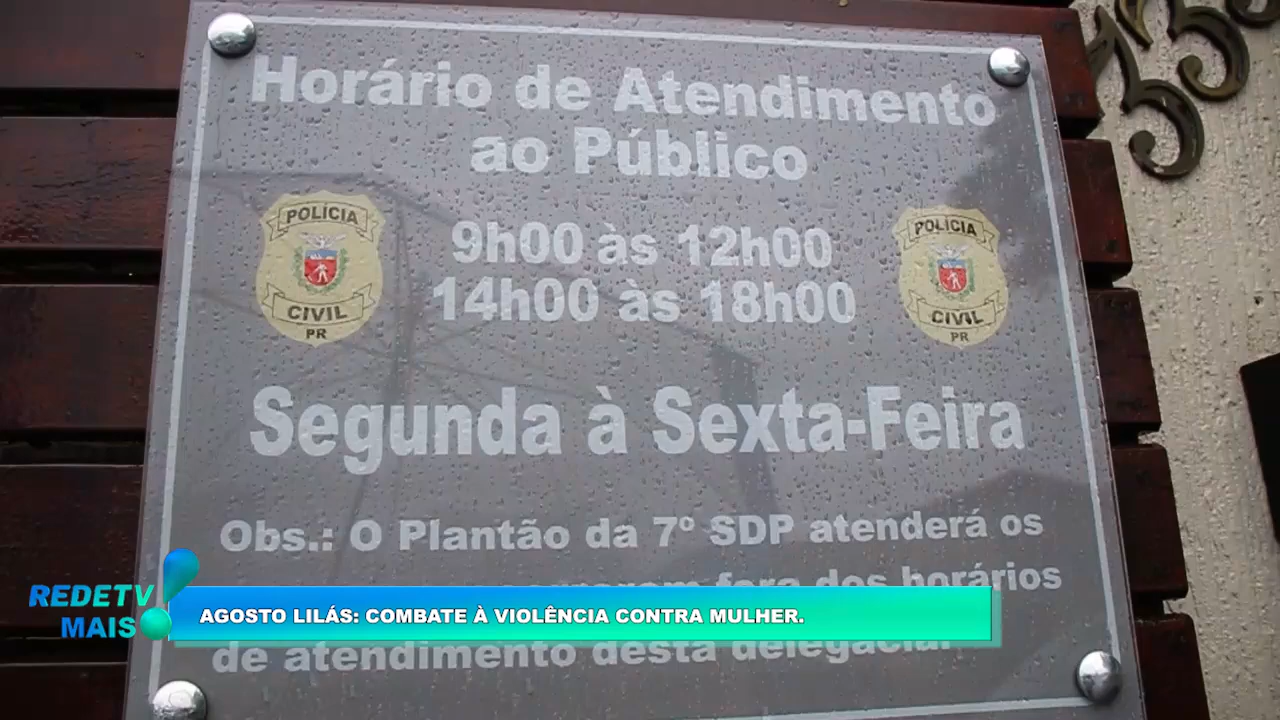 Horário de Atendimento
ao Público
POLÍCIA
CIVIL
PR
9h00 às 12h00
14h00 às 18h00
POLÍCIA
CIVIL
PR
Segunda à Sexta-Feira
Obs.: O Plantão da 7º SDP atenderá os
fora dos horários
de atendimento desta delegacia.
REDETV!
MAIS
AGOSTO LILÁS: COMBATE À VIOLÊNCIA CONTRA MULHER.